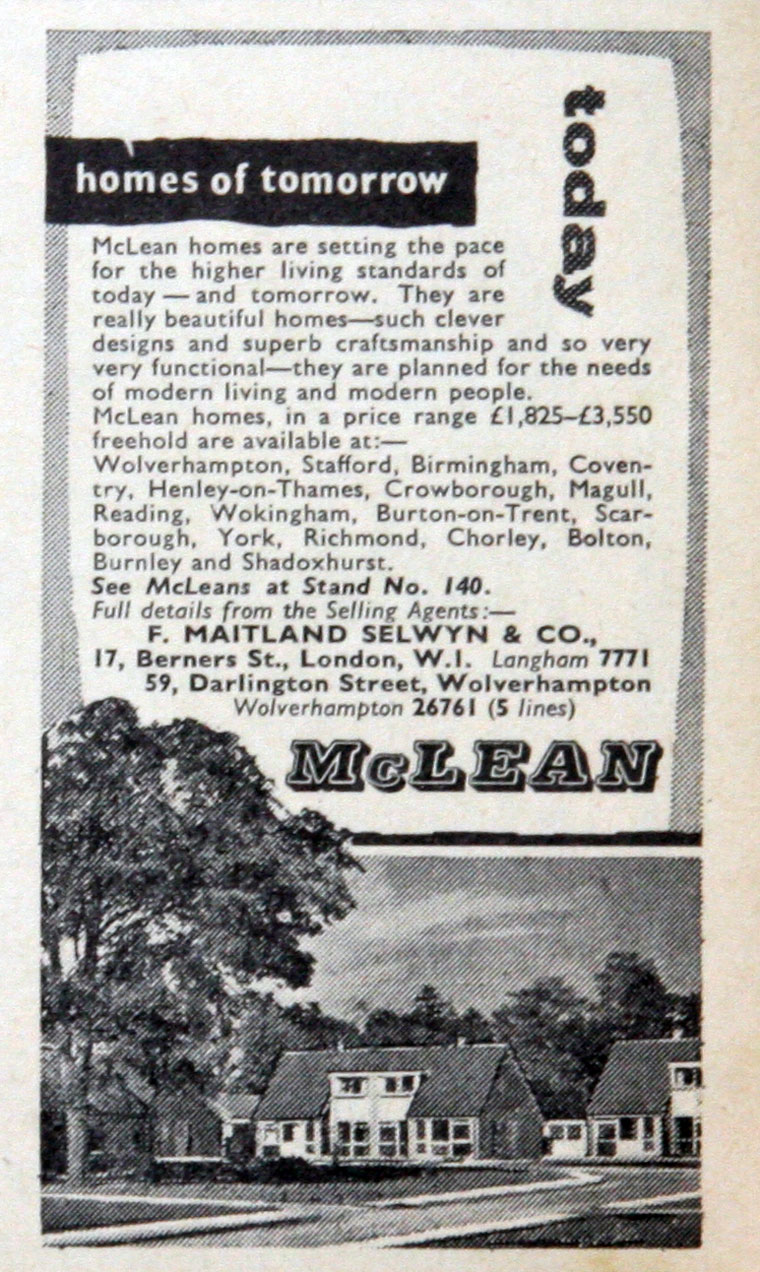 homes of tomorrow
today
McLean homes are setting the pace
for the higher living standards of
today — and tomorrow. They are
really beautiful homes—such clever
designs and superb craftsmanship and so very
very functional—they are planned for the needs
of modern living and modern people.
McLean homes, in a price range £1,825–£3,550
freehold are available at:—
Wolverhampton, Stafford, Birmingham, Coven-
try, Henley-on-Thames, Crowborough, Magull,
Reading, Wokingham, Burton-on-Trent, Scar-
borough, York, Richmond, Chorley, Bolton,
Burnley and Shadoxhurst.
See McLeans at Stand No. 140.
Full details from the Selling Agents:—
F. MAITLAND SELWYN & CO.,
17, Berners St., London, W.1. Langham 7771
59, Darlington Street, Wolverhampton
Wolverhampton 26761 (5 lines)
McLEAN